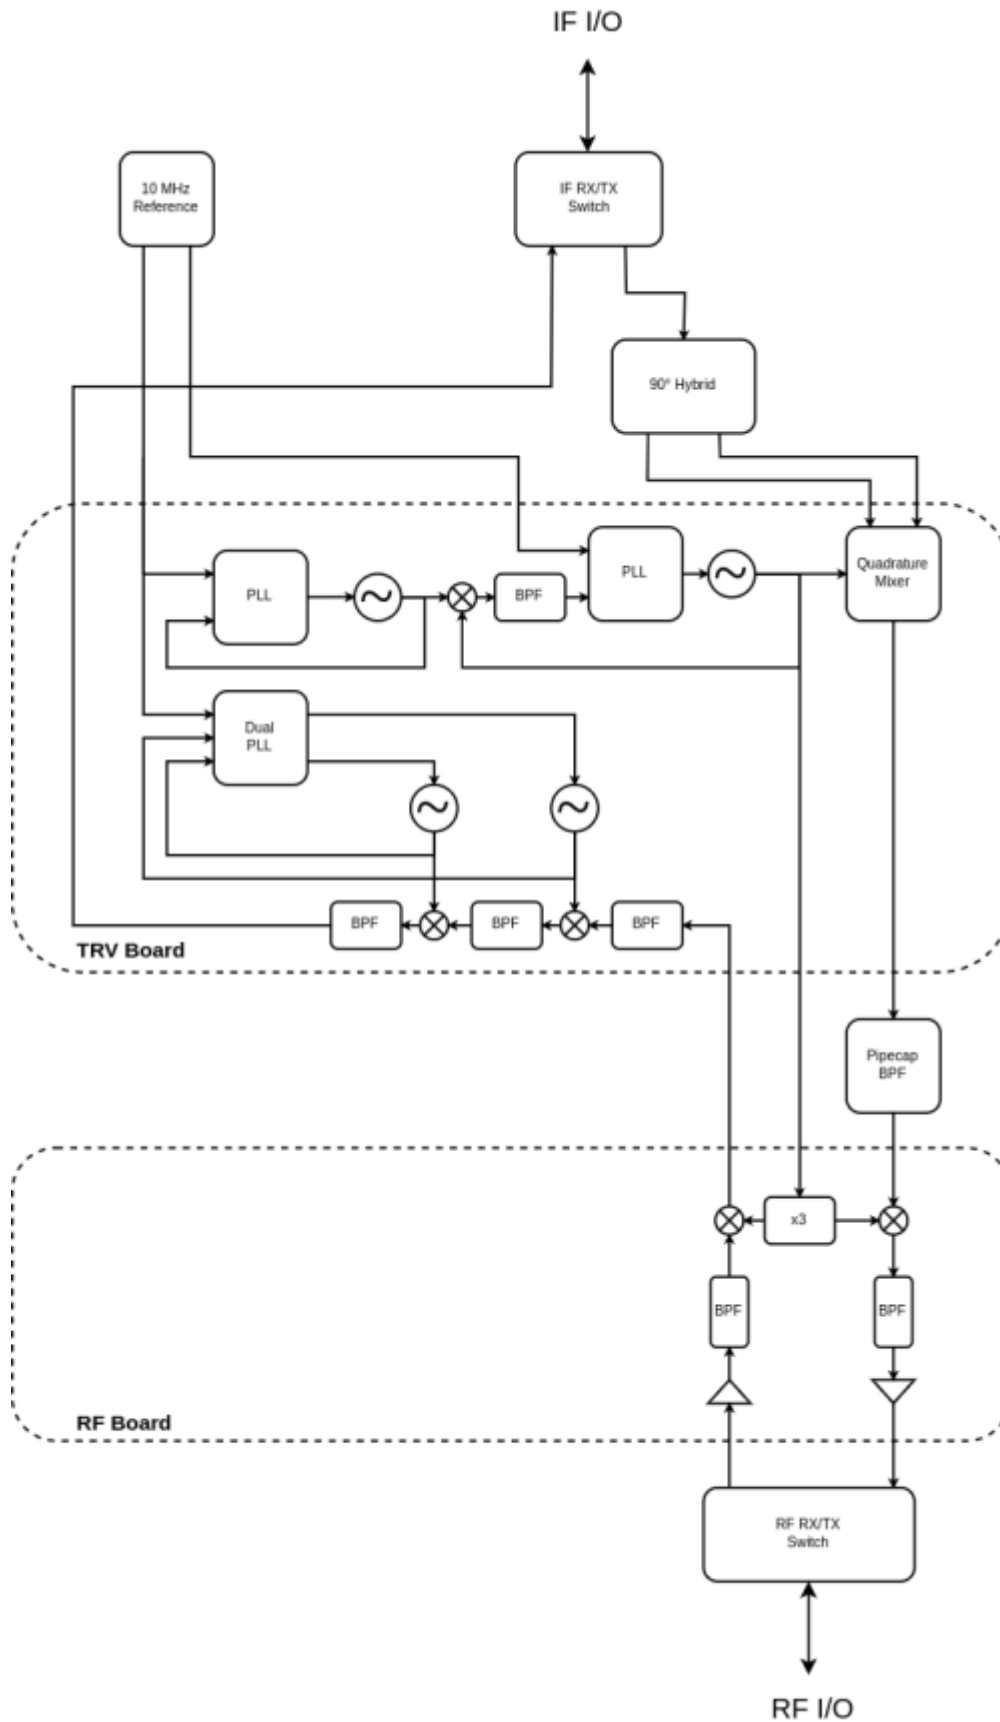 IF I/O
10 MHz
Reference
IF RX/TX
Switch
90° Hybrid
PLL
BPF
PLL
Quadrature
Mixer
Dual
PLL
BPF
BPF
BPF
TRV Board
Pipecap
BPF
x3
BPF
BPF
RF Board
RF RX/TX
Switch
RF I/O